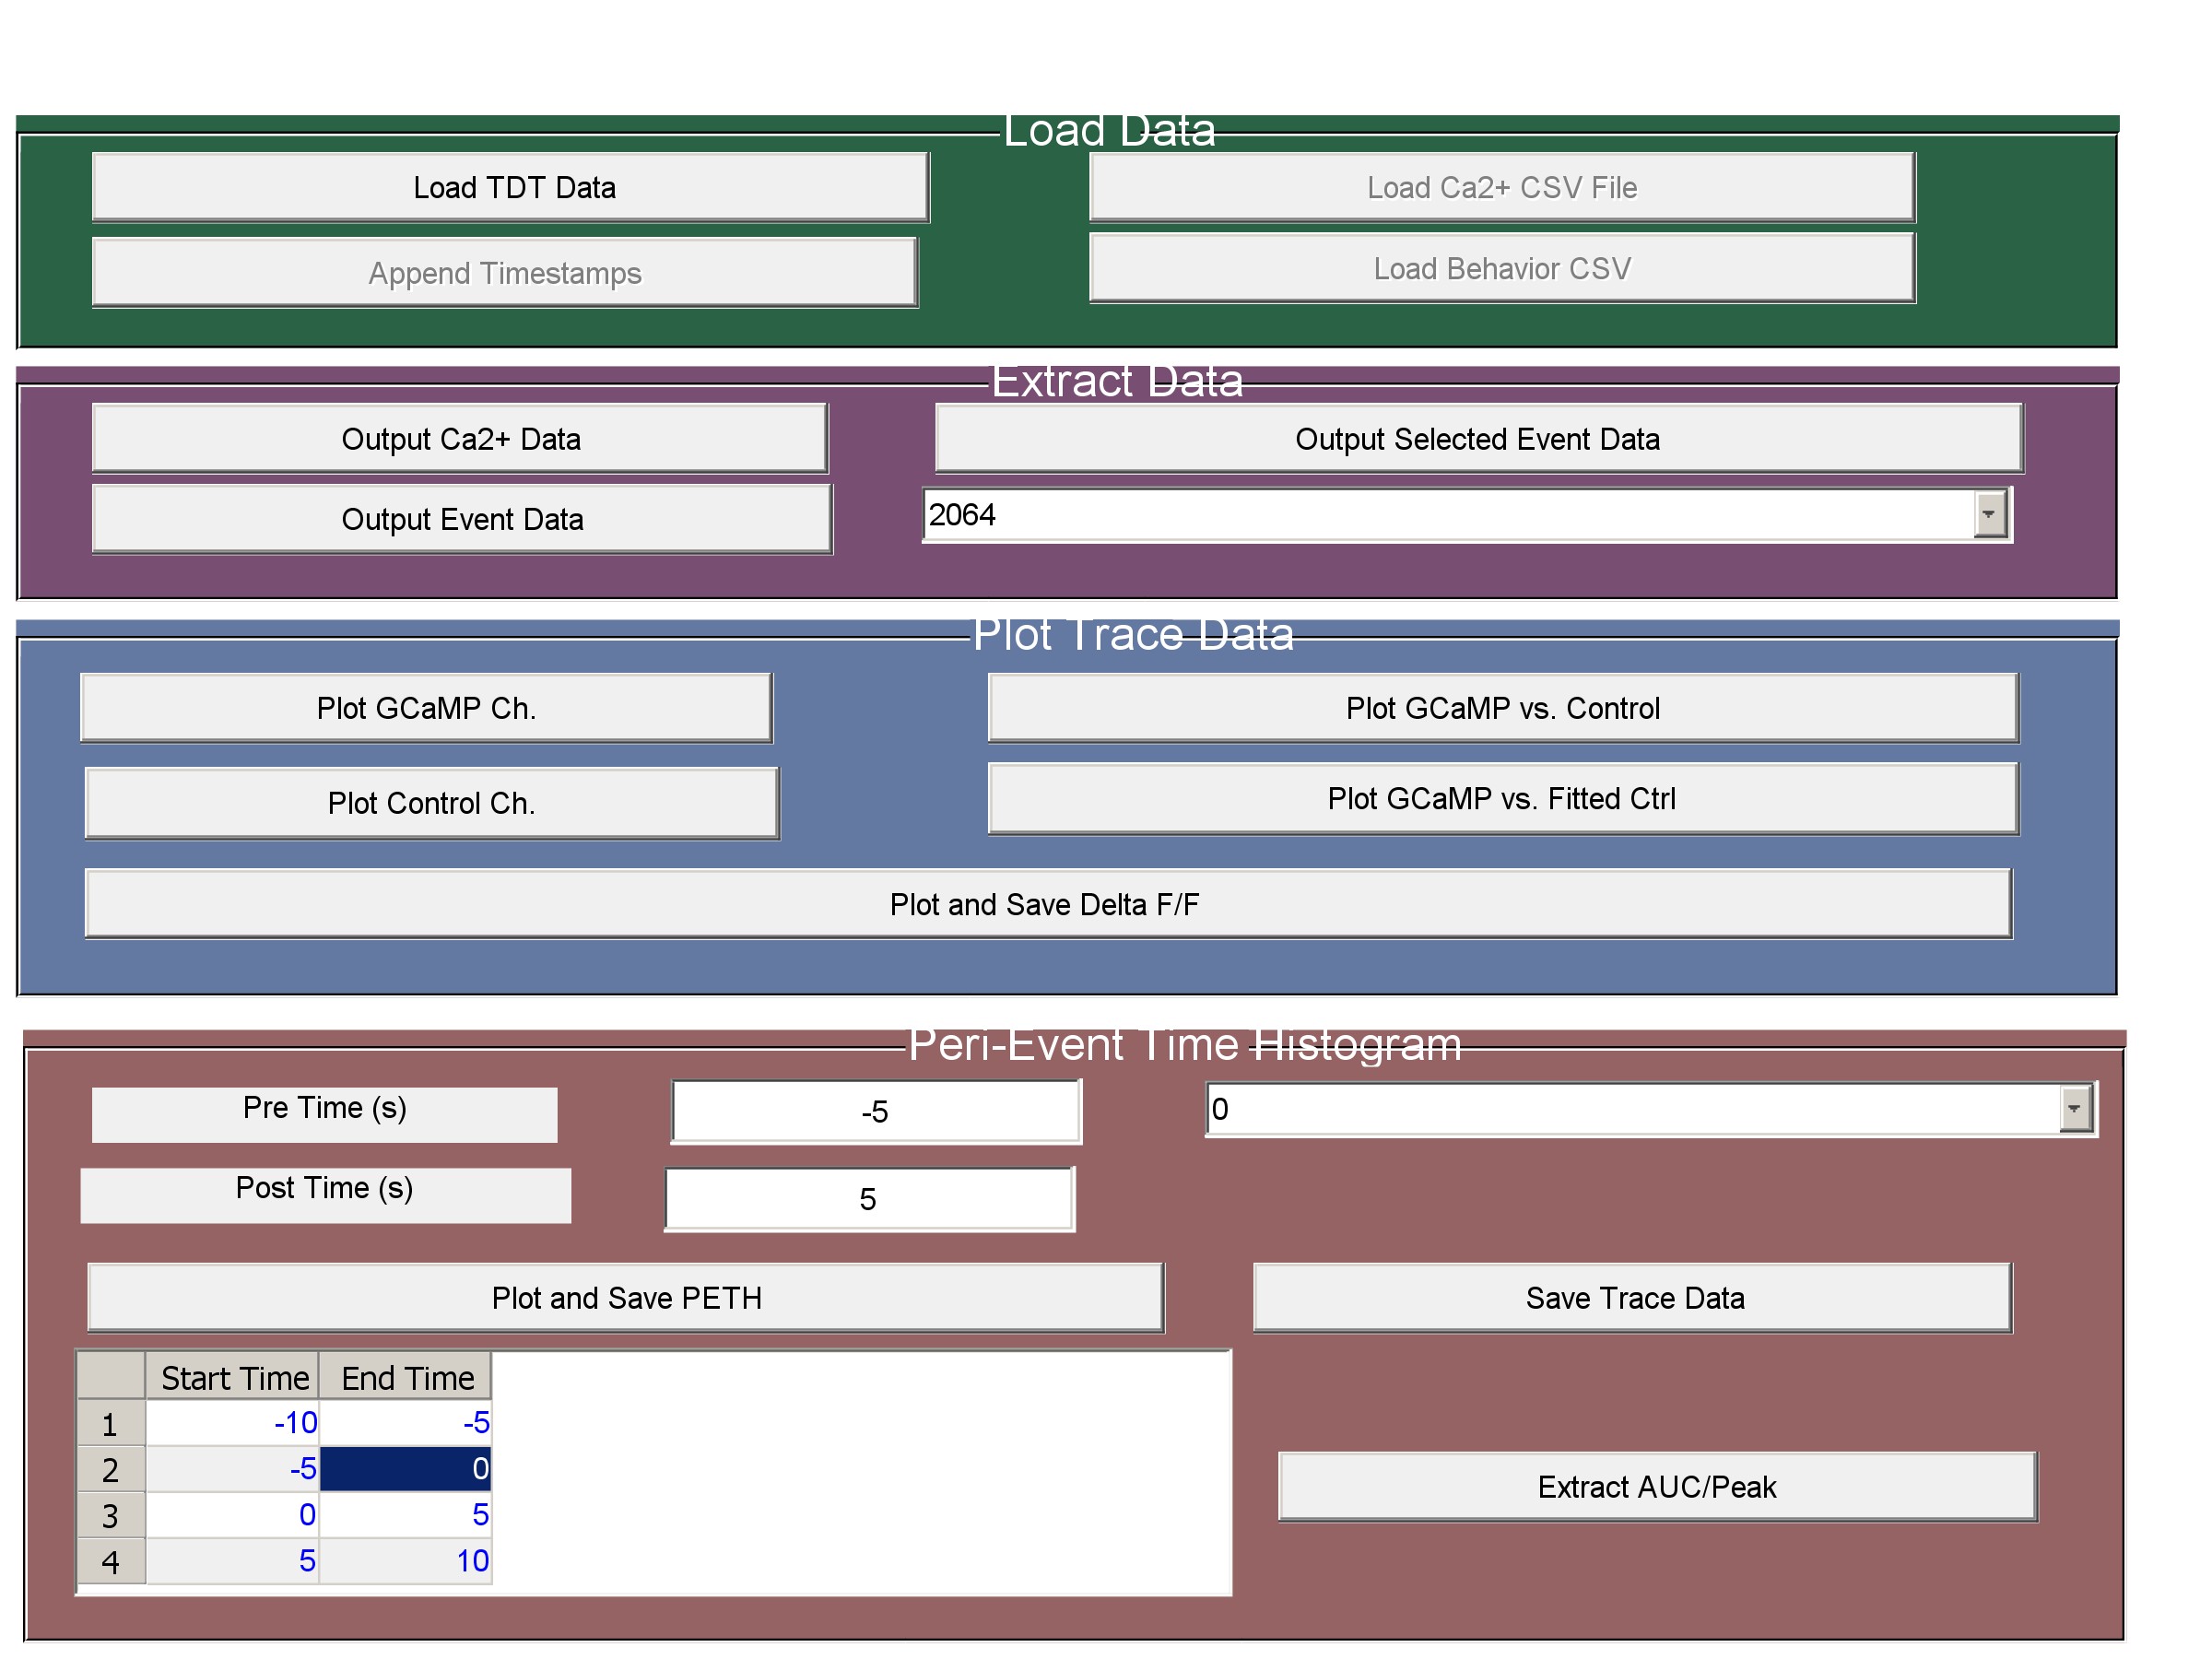 Load Data
Load TDT Data
Load Ca2+ CSV File
Append Timestamps
Load Behavior CSV
Extract Data
Output Ca2+ Data
Output Selected Event Data
Output Event Data
2064
Plot Trace Data
Plot GCaMP Ch.
Plot GCaMP vs. Control
Plot Control Ch.
Plot GCaMP vs. Fitted Ctrl
Plot and Save Delta F/F
Peri-Event Time Histogram
Pre Time (s)
-5
0
Post Time (s)
5
Plot and Save PETH
Save Trace Data
Start Time End Time
1 -10 -5
2 -5 0
3 0 5
4 5 10
Extract AUC/Peak